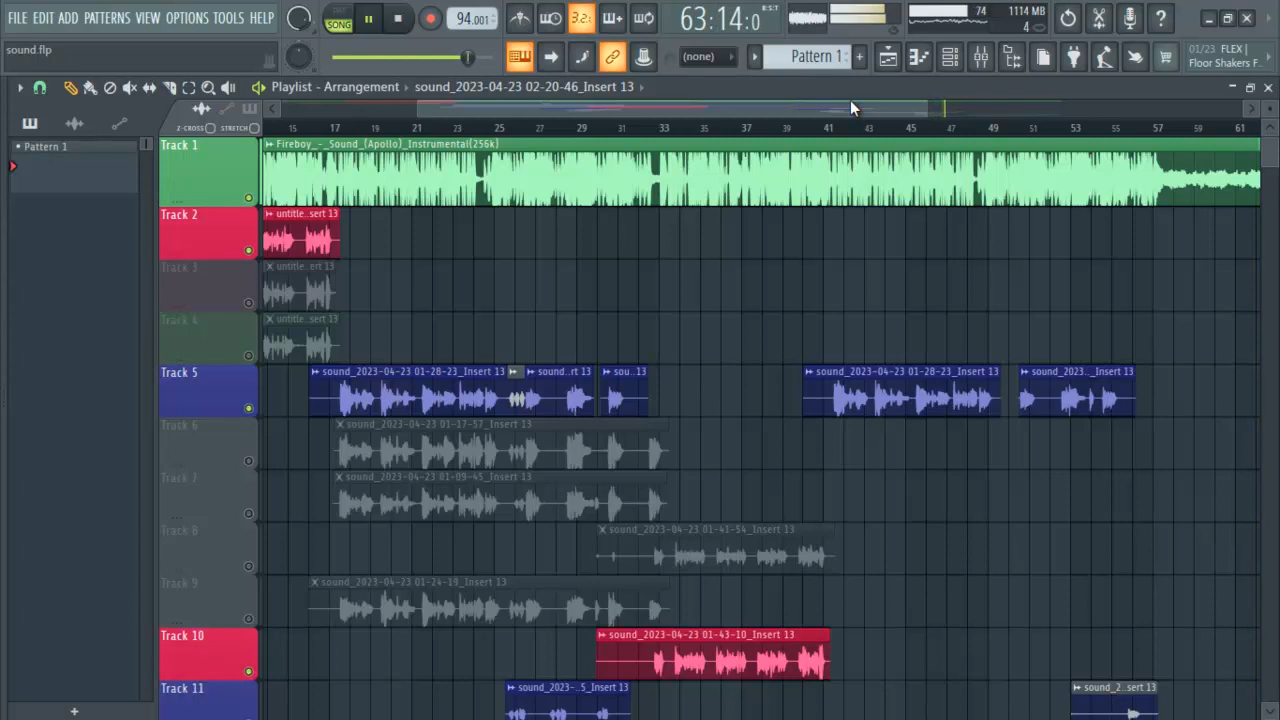 FILE EDIT ADD PATTERNS VIEW OPTIONS TOOLS HELP
PAT
SONG
94.001
3.2.
63:14:0
B:S:T
74
1114 MB
4
sound.flp
(none)
Pattern 1
01/23 FLEX |
Floor Shakers F..
Playlist - Arrangement
sound_2023-04-23 02-20-46_Insert 13
Z-CROSS
STRETCH
15 17 19 21 23 25 27 29 31 33 35 37 39 41 43 45 47 49 51 53 55 57 59 61
Pattern 1
Track 1
Fireboy_-_Sound_(Apollo)_Instrumental(256k)
Track 2
untitle..sert 13
Track 3
untitle..ert 13
Track 4
untitle..sert 13
Track 5
sound_2023-04-23 01-28-23_Insert 13
sound..rt 13
sou..13
sound_2023-04-23 01-28-23_Insert 13
sound_2023..._Insert 13
Track 6
sound_2023-04-23 01-17-57_Insert 13
Track 7
sound_2023-04-23 01-09-45_Insert 13
Track 8
sound_2023-04-23 01-41-54_Insert 13
Track 9
sound_2023-04-23 01-24-19_Insert 13
Track 10
sound_2023-04-23 01-43-10_Insert 13
Track 11
sound_2023-..5_Insert 13
sound_2...sert 13